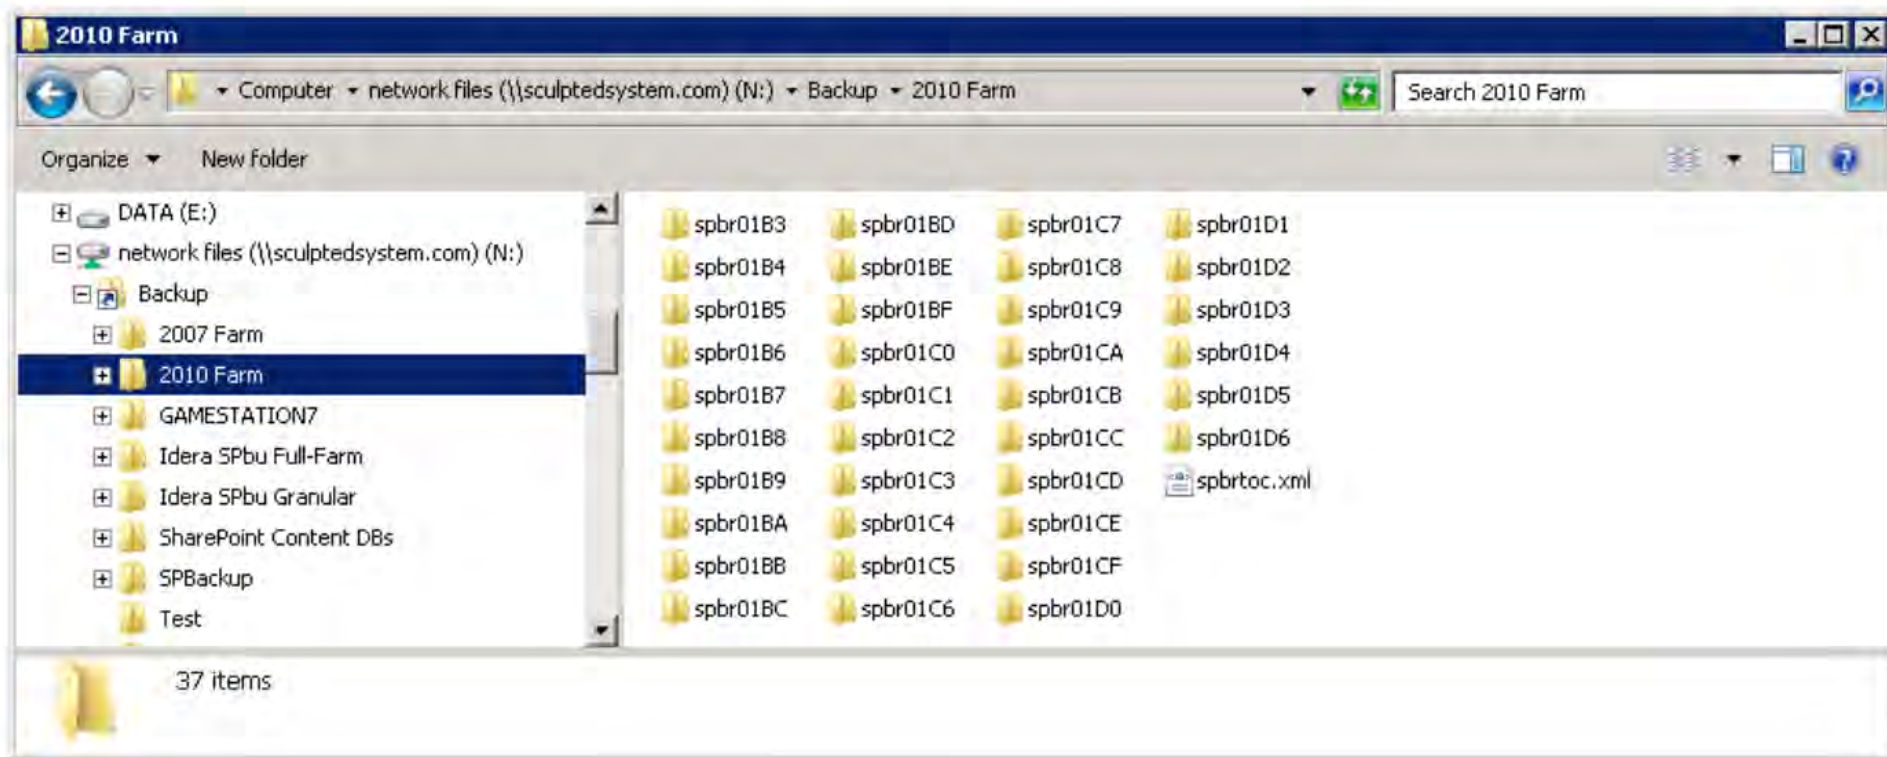 2010 Farm
Computer network files (\\sculptedsystem.com) (N:) Backup 2010 Farm
Search 2010 Farm
Organize New folder
DATA (E:)
network files (\\sculptedsystem.com) (N:)
Backup
2007 Farm
2010 Farm
GAMESTATION7
Idera SPbu Full-Farm
Idera SPbu Granular
SharePoint Content DBs
SPBackup
Test
spbr01B3 spbr01BD spbr01C7 spbr01D1
spbr01B4 spbr01BE spbr01C8 spbr01D2
spbr01B5 spbr01BF spbr01C9 spbr01D3
spbr01B6 spbr01C0 spbr01CA spbr01D4
spbr01B7 spbr01C1 spbr01CB spbr01D5
spbr01B8 spbr01C2 spbr01CC spbr01D6
spbr01B9 spbr01C3 spbr01CD spbrtoc.xml
spbr01BA spbr01C4 spbr01CE
spbr01BB spbr01C5 spbr01CF
spbr01BC spbr01C6 spbr01D0
37 items